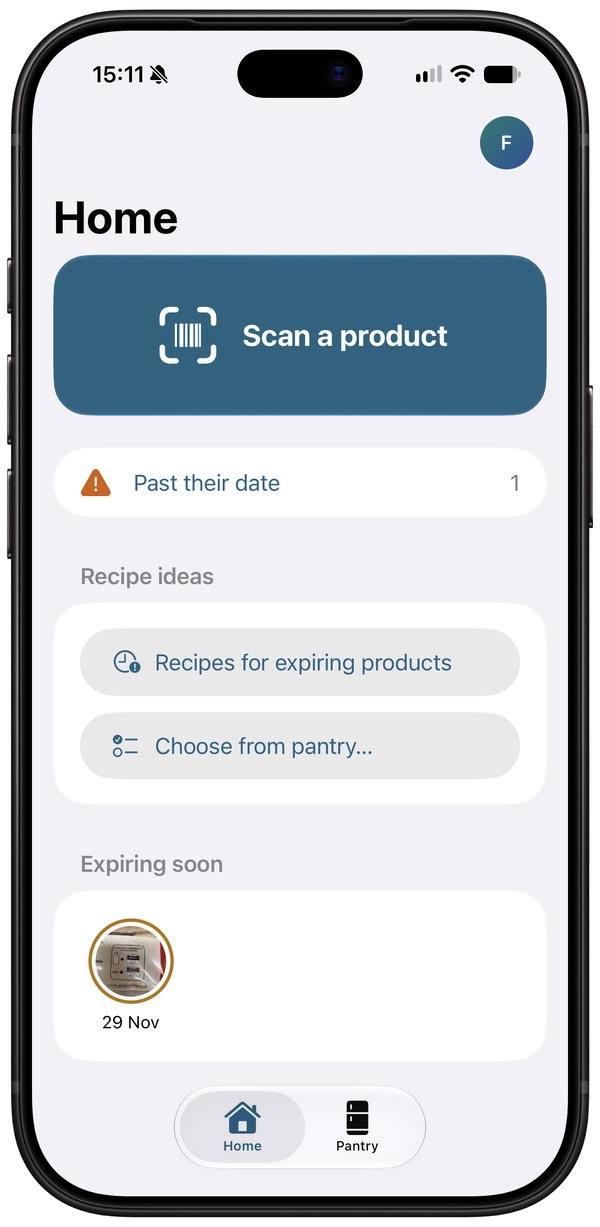 15:11
F
Home
Scan a product
Past their date 1
Recipe ideas
Recipes for expiring products
Choose from pantry...
Expiring soon
29 Nov
Home Pantry